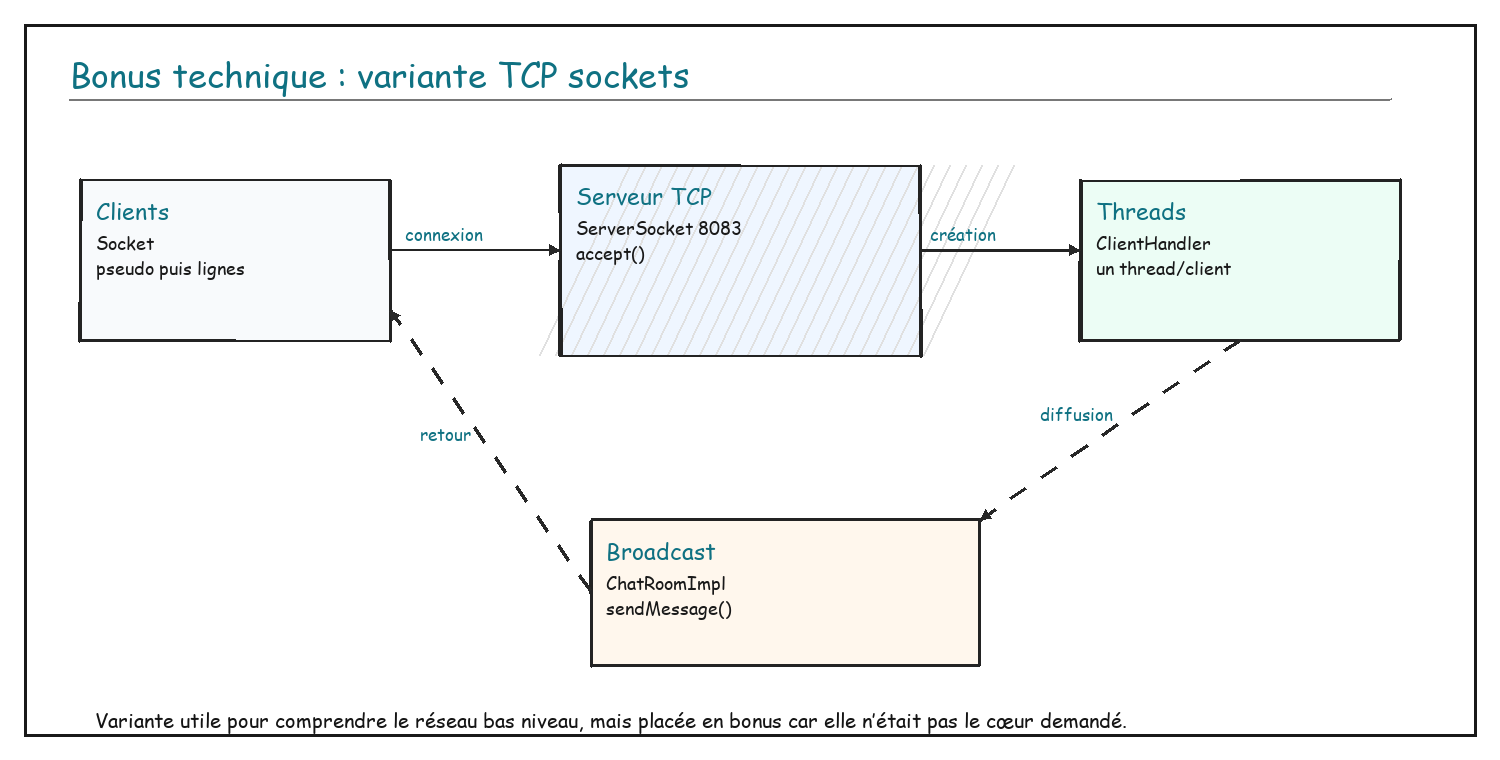 Bonus technique : variante TCP sockets
Clients
Socket
pseudo puis lignes
connexion
Serveur TCP
ServerSocket 8083
accept()
création
Threads
ClientHandler
un thread/client
diffusion
retour
Broadcast
ChatRoomImpl
sendMessage()
Variante utile pour comprendre le réseau bas niveau, mais placée en bonus car elle n'était pas le cœur demandé.